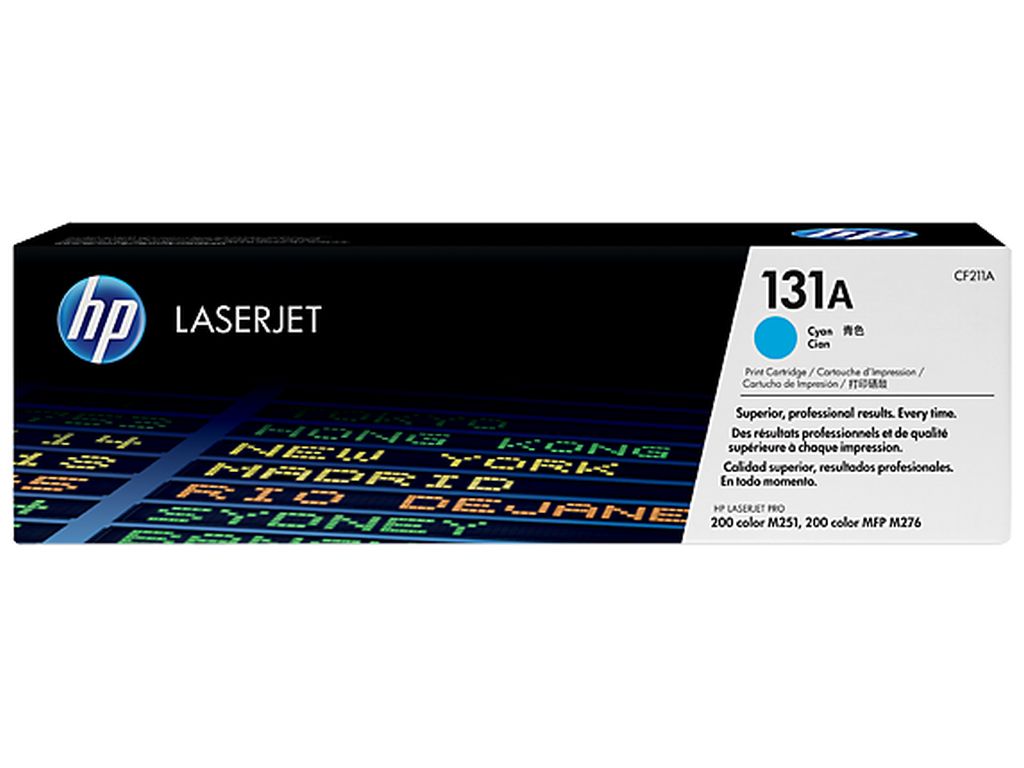 hp
hp
LASERJET
131A
CF211A
Cyan 青色
Cian
Print Cartridge / Cartouche d'Impression /
Cartucho de Impresión / 打印硒鼓
Superior, professional results. Every time.
Des résultats professionnels et de qualité
supérieure à chaque impression.
Calidad superior, resultados profesionales.
En todo momento.
HP LASERJET PRO
200 color M251, 200 color MFP M276
TOKYO
HONG KONG
14 NEW YORK
13 MADRID
RIO DEJANE
SYDNEY